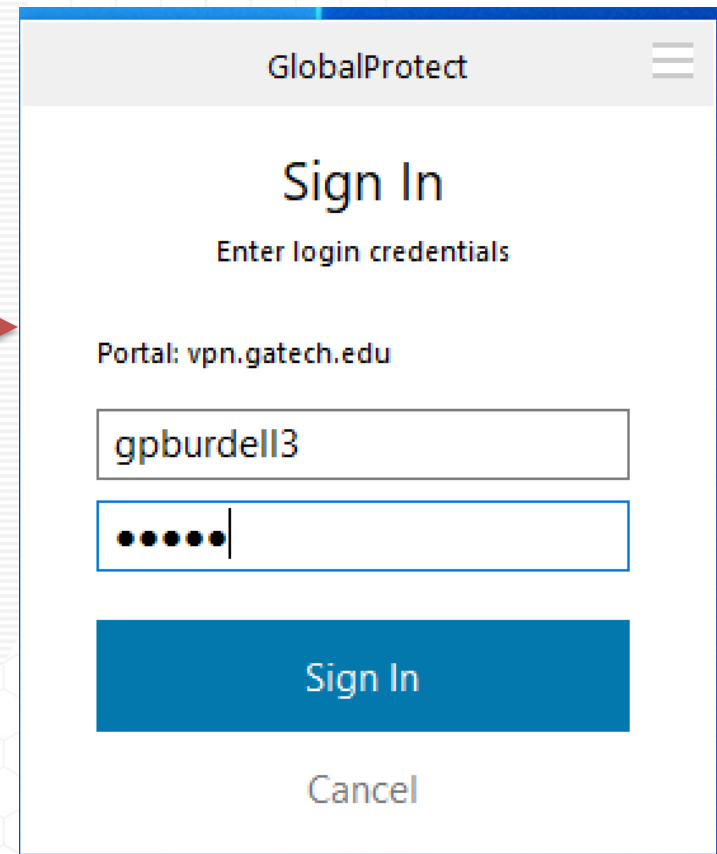 GlobalProtect
Sign In
Enter login credentials
Portal: vpn.gatech.edu
gpburdell3
●●●●●
Sign In
Cancel